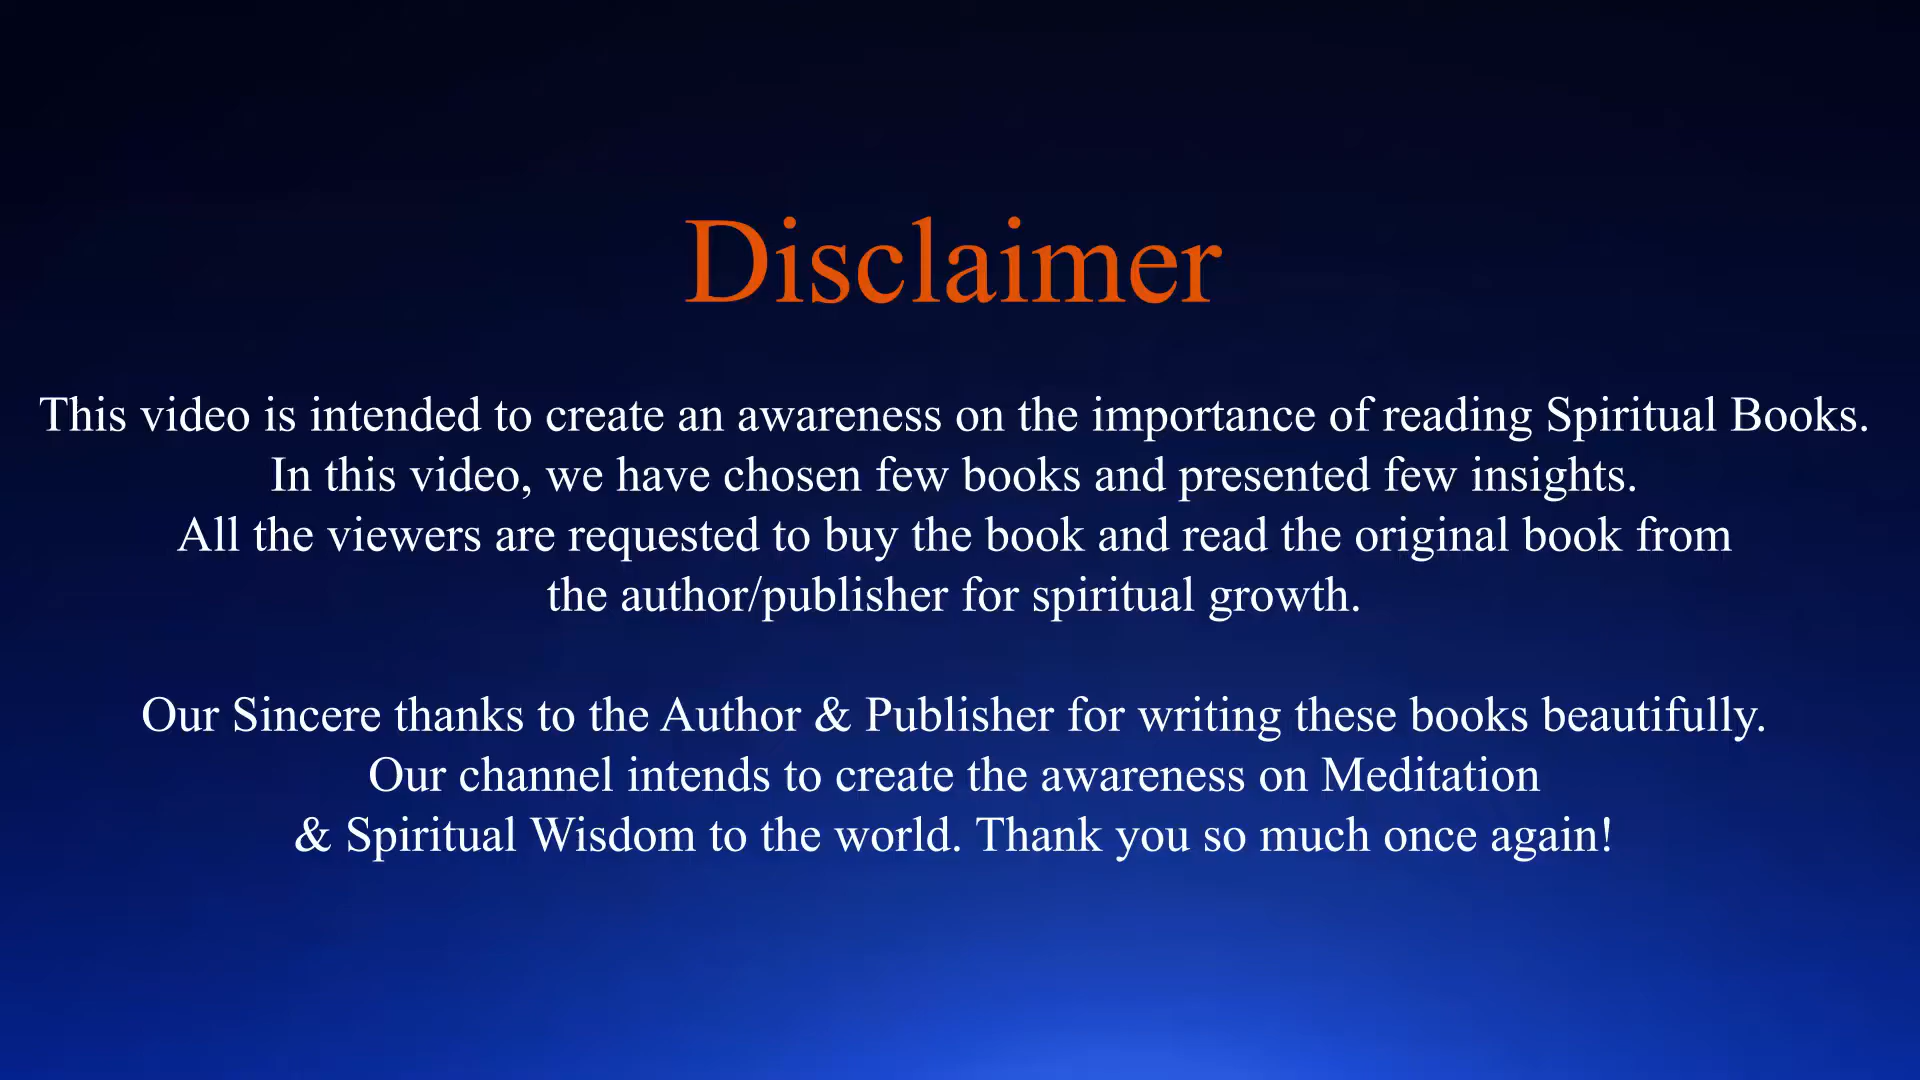 Disclaimer
This video is intended to create an awareness on the importance of reading Spiritual Books.
In this video, we have chosen few books and presented few insights.
All the viewers are requested to buy the book and read the original book from
the author/publisher for spiritual growth.
Our Sincere thanks to the Author & Publisher for writing these books beautifully.
Our channel intends to create the awareness on Meditation
& Spiritual Wisdom to the world. Thank you so much once again!